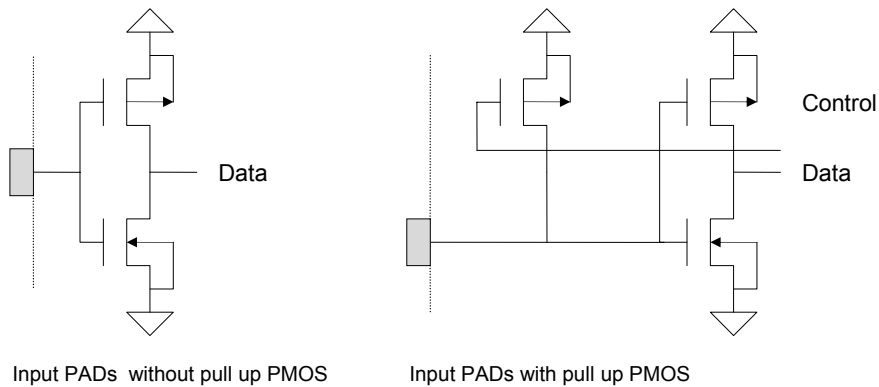 Control
Data
Data
Input PADs without pull up PMOS
Input PADs with pull up PMOS